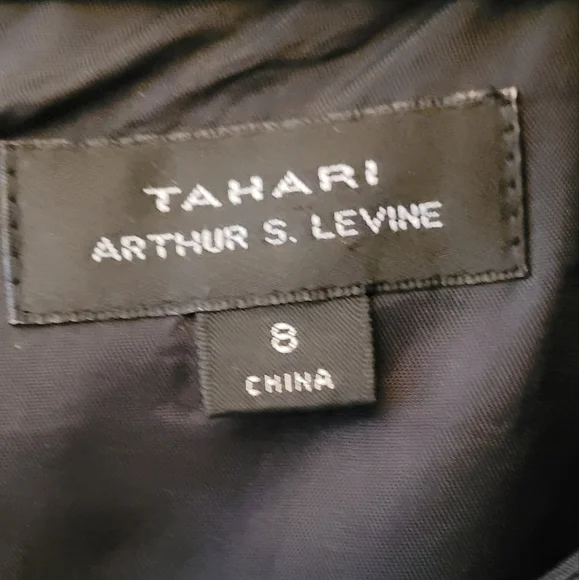 TAHARI
ARTHUR S. LEVINE
8
CHINA